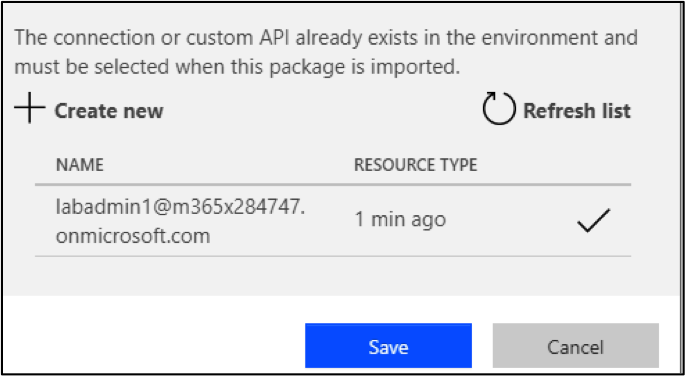 The connection or custom API already exists in the environment and
must be selected when this package is imported.
Create new
Refresh list
NAME
RESOURCE TYPE
labadmin1@m365x284747.
onmicrosoft.com
1 min ago
Save
Cancel